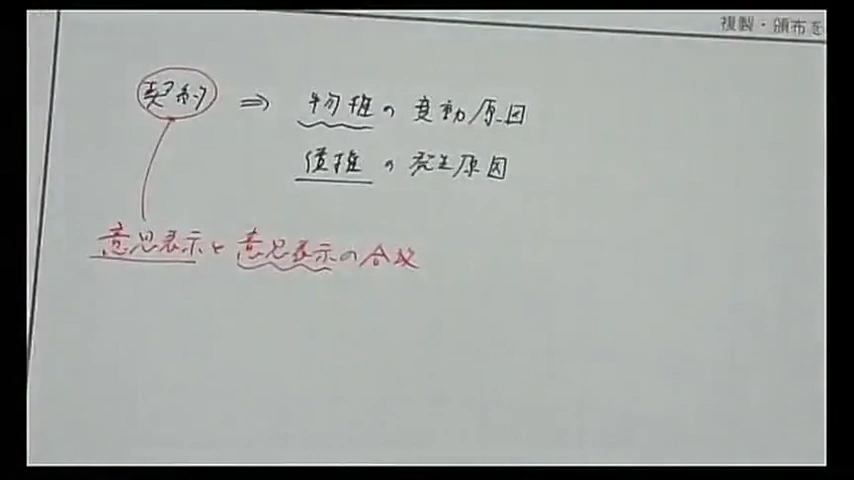 複製・頒布を
契約 ⇒ 物権の変動原因
債権の発生原因
意思表示と意思表示の合致